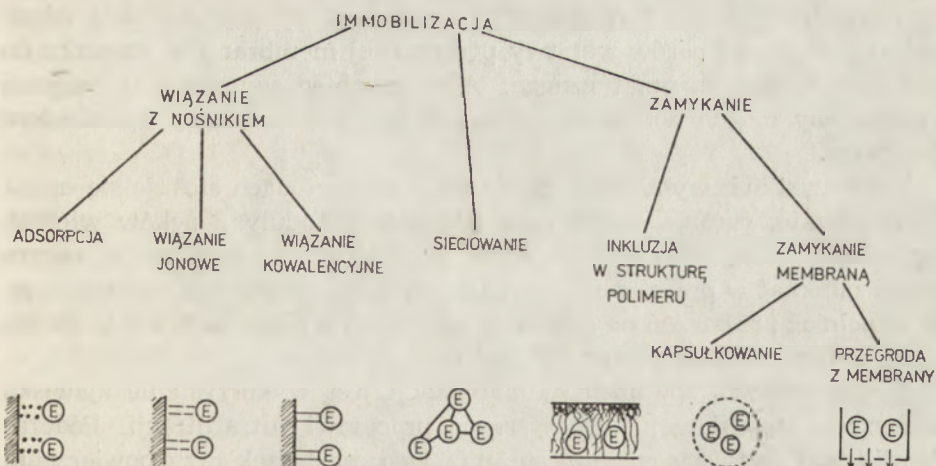 IMMOBILIZACJA
WIĄZANIE
Z NOŚNIKIEM
ZAMYKANIE
ADSORPCJA
WIĄZANIE
JONOWE
WIĄZANIE
KOWALENCYJNE
SIECIOWANIE
INKLUZJA
W STRUKTURĘ
POLIMERU
ZAMYKANIE
MEMBRANĄ
KAPSUŁKOWANIE
PRZEGRODA
Z MEMBRANY
E E E E E E E E E E
E E E E E E E